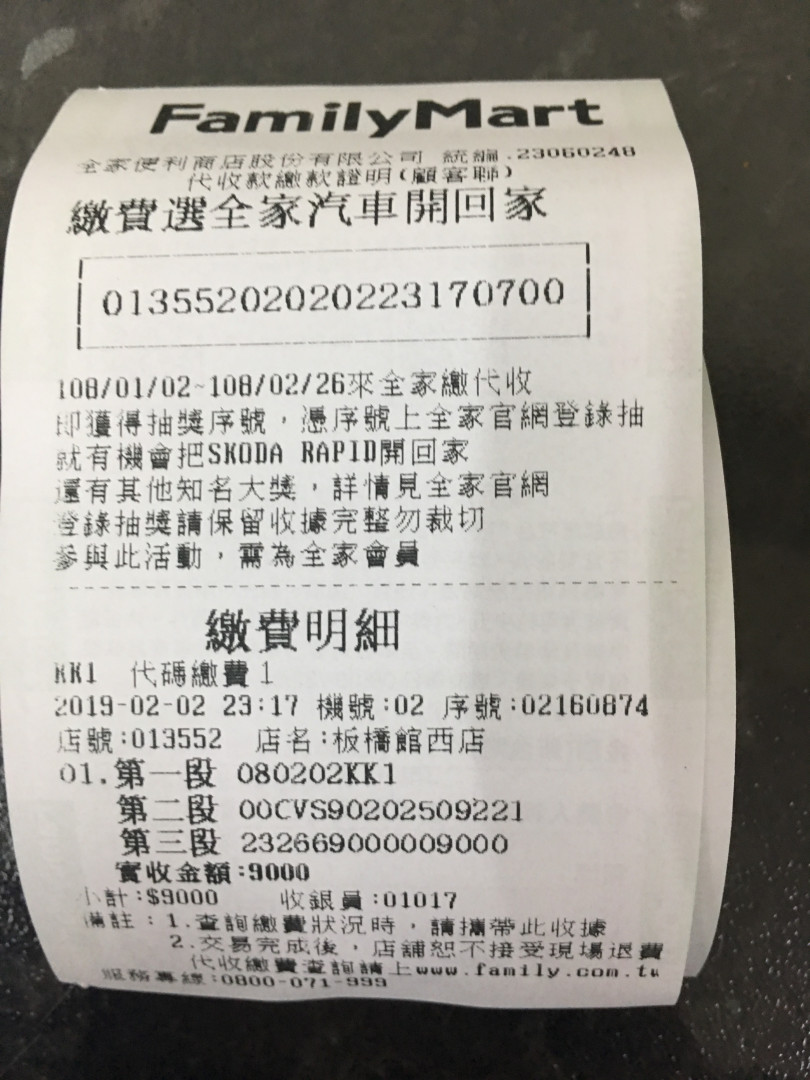 FamilyMart
全家便利商店股份有限公司 統編.23060248
代收款繳款證明(顧客聯)
繳費選全家汽車開回家
01355202020223170700
108/01/02~108/02/26來全家繳代收
即獲得抽獎序號，憑序號上全家官網登錄抽
就有機會把SKODA RAPID開回家
還有其他知名大獎，詳情見全家官網
登錄抽獎請保留收據完整勿裁切
參與此活動，需為全家會員
繳費明細
KK1 代碼繳費1
2019-02-02 23:17 機號:02 序號:02160874
店號:013552 店名:板橋館西店
01.第一段 080202KK1
第二段 00CVS90202509221
第三段 232669000009000
實收金額:9000
小計:$9000 收銀員:01017
備註：1.查詢繳費狀況時，請攜帶此收據
2.交易完成後，店舖恕不接受現場退費
代收繳費查詢請上www.family.com.tw
服務專線:0800-071-999